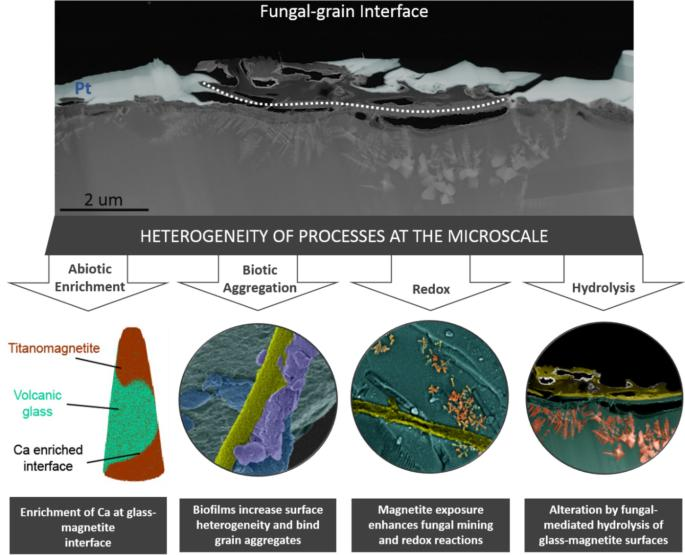 Fungal-grain Interface
Pt
2 um
HETEROGENEITY OF PROCESSES AT THE MICROSCALE
Abiotic
Enrichment
Biotic
Aggregation
Redox
Hydrolysis
Titanomagnetite
Volcanic
glass
Ca enriched
interface
Enrichment of Ca at glass-
magnetite
interface
Biofilms increase surface
heterogeneity and bind
grain aggregates
Magnetite exposure
enhances fungal mining
and redox reactions
Alteration by fungal-
mediated hydrolysis of
glass-magnetite surfaces